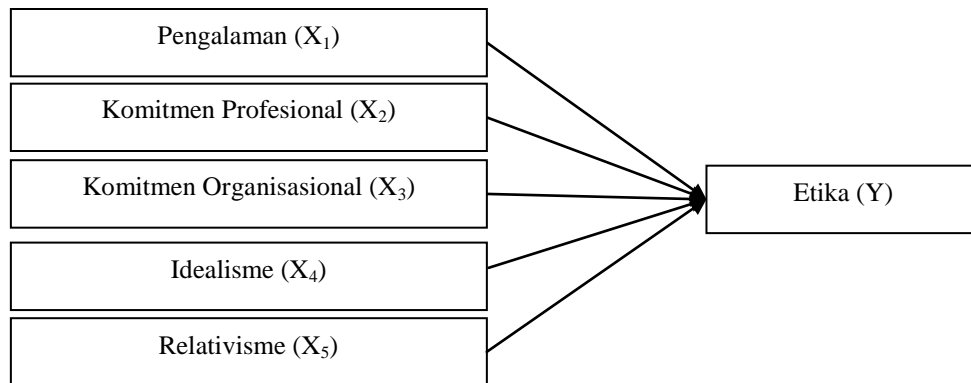 Pengalaman (X₁)
Komitmen Profesional (X₂)
Komitmen Organisasional (X₃)
Idealisme (X₄)
Relativisme (X₅)
Etika (Y)